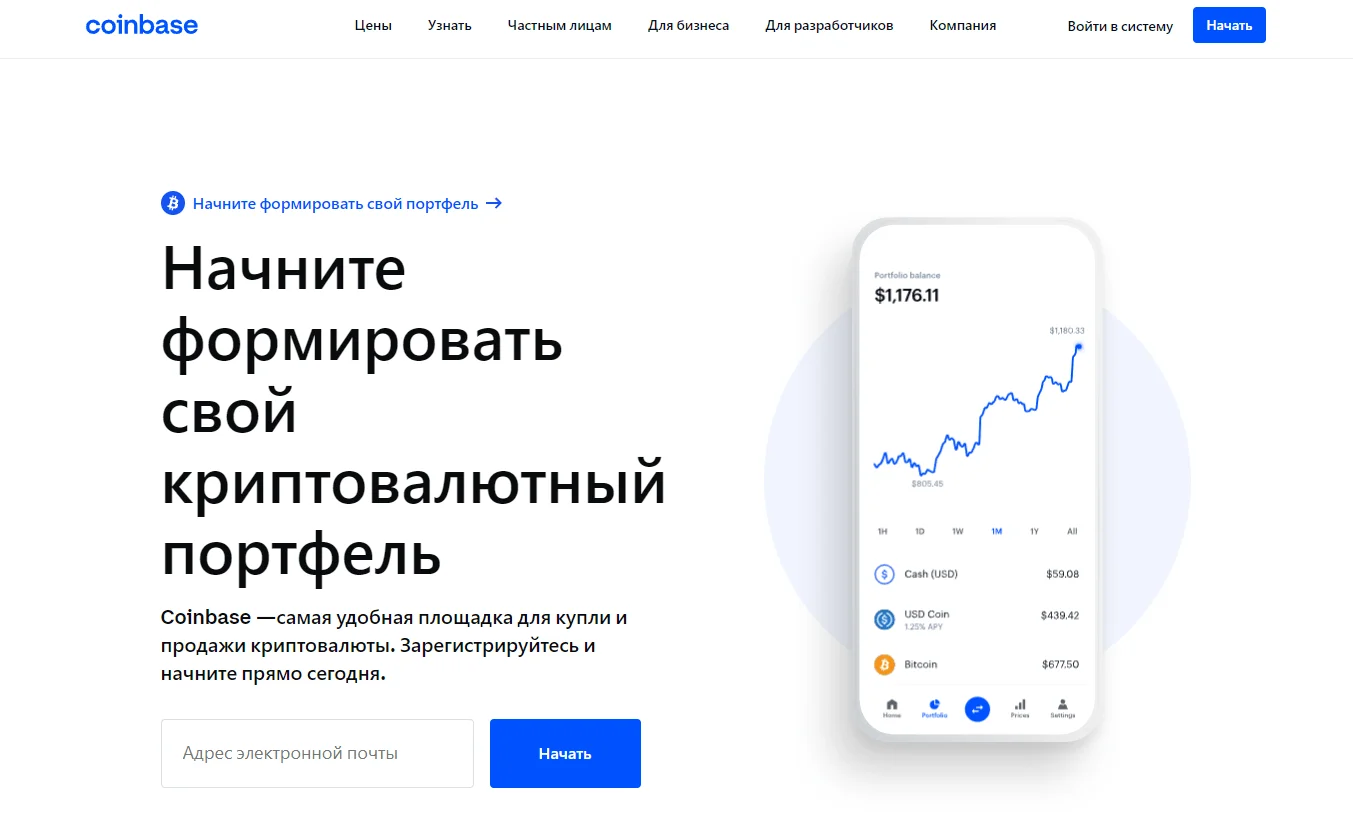 coinbase
Цены
Узнать
Частным лицам
Для бизнеса
Для разработчиков
Компания
Войти в систему
Начать
Начните формировать свой портфель →
Начните
формировать
свой
криптовалютный
портфель
Coinbase —самая удобная площадка для купли и
продажи криптовалюты. Зарегистрируйтесь и
начните прямо сегодня.
Адрес электронной почты
Начать
Portfolio balance
$1,176.11
$1,180.33
$805.45
1H 1D 1W 1M 1Y All
Cash (USD) $59.08
USD Coin $439.42
1.25% APY
Bitcoin $677.50
Home Portfolio Prices Settings